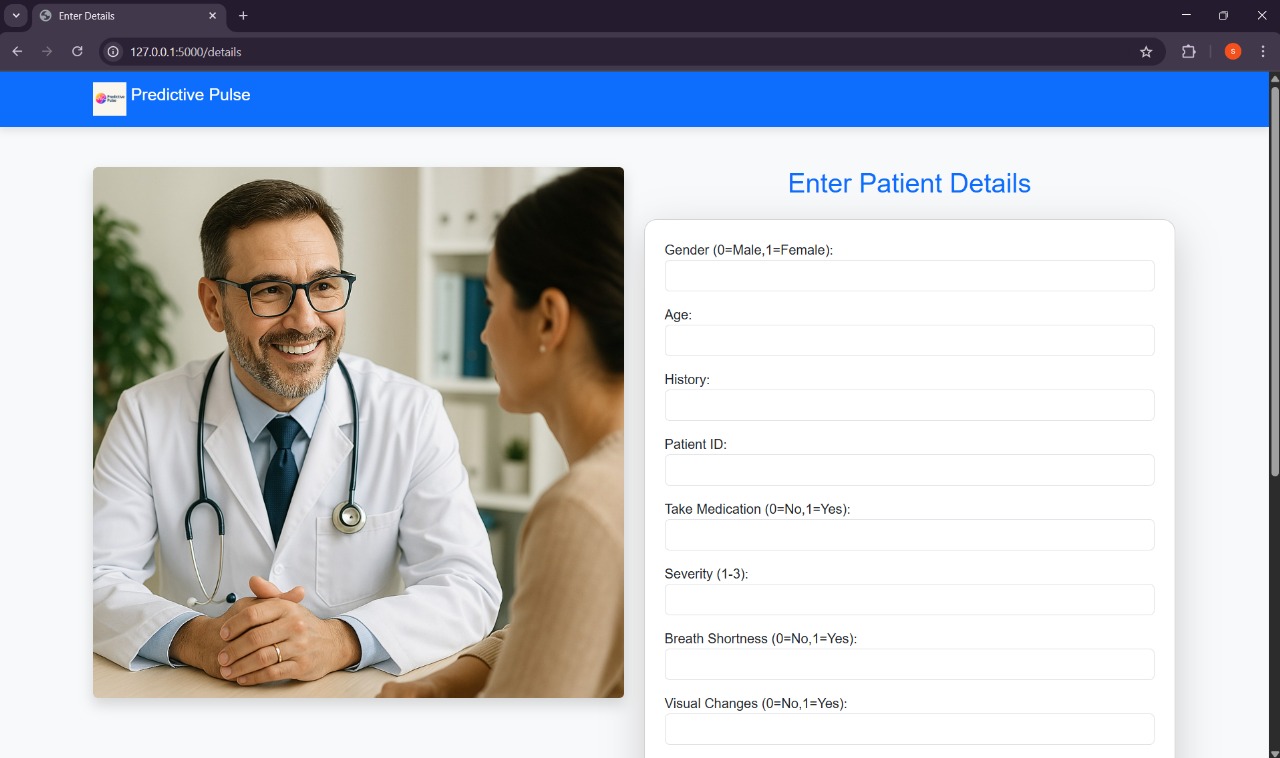 Enter Details
127.0.0.1:5000/details
S
Predictive Pulse
Predictive Pulse
Enter Patient Details
Gender (0=Male,1=Female):
Age:
History:
Patient ID:
Take Medication (0=No,1=Yes):
Severity (1-3):
Breath Shortness (0=No,1=Yes):
Visual Changes (0=No,1=Yes):